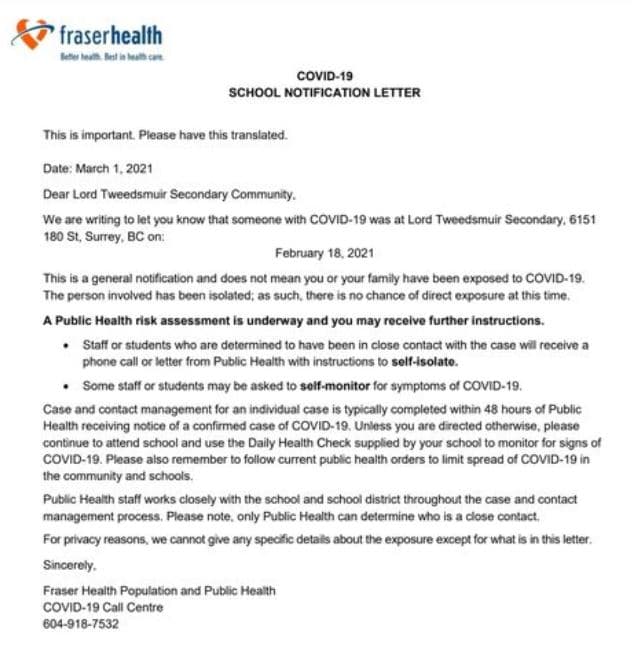 fraserhealth
Better health. Best in health care.
COVID-19
SCHOOL NOTIFICATION LETTER
This is important. Please have this translated.
Date: March 1, 2021
Dear Lord Tweedsmuir Secondary Community,
We are writing to let you know that someone with COVID-19 was at Lord Tweedsmuir Secondary, 6151
180 St, Surrey, BC on:
February 18, 2021
This is a general notification and does not mean you or your family have been exposed to COVID-19.
The person involved has been isolated; as such, there is no chance of direct exposure at this time.
A Public Health risk assessment is underway and you may receive further instructions.
• Staff or students who are determined to have been in close contact with the case will receive a
phone call or letter from Public Health with instructions to self-isolate.
• Some staff or students may be asked to self-monitor for symptoms of COVID-19.
Case and contact management for an individual case is typically completed within 48 hours of Public
Health receiving notice of a confirmed case of COVID-19. Unless you are directed otherwise, please
continue to attend school and use the Daily Health Check supplied by your school to monitor for signs of
COVID-19. Please also remember to follow current public health orders to limit spread of COVID-19 in
the community and schools.
Public Health staff works closely with the school and school district throughout the case and contact
management process. Please note, only Public Health can determine who is a close contact.
For privacy reasons, we cannot give any specific details about the exposure except for what is in this letter.
Sincerely,
Fraser Health Population and Public Health
COVID-19 Call Centre
604-918-7532